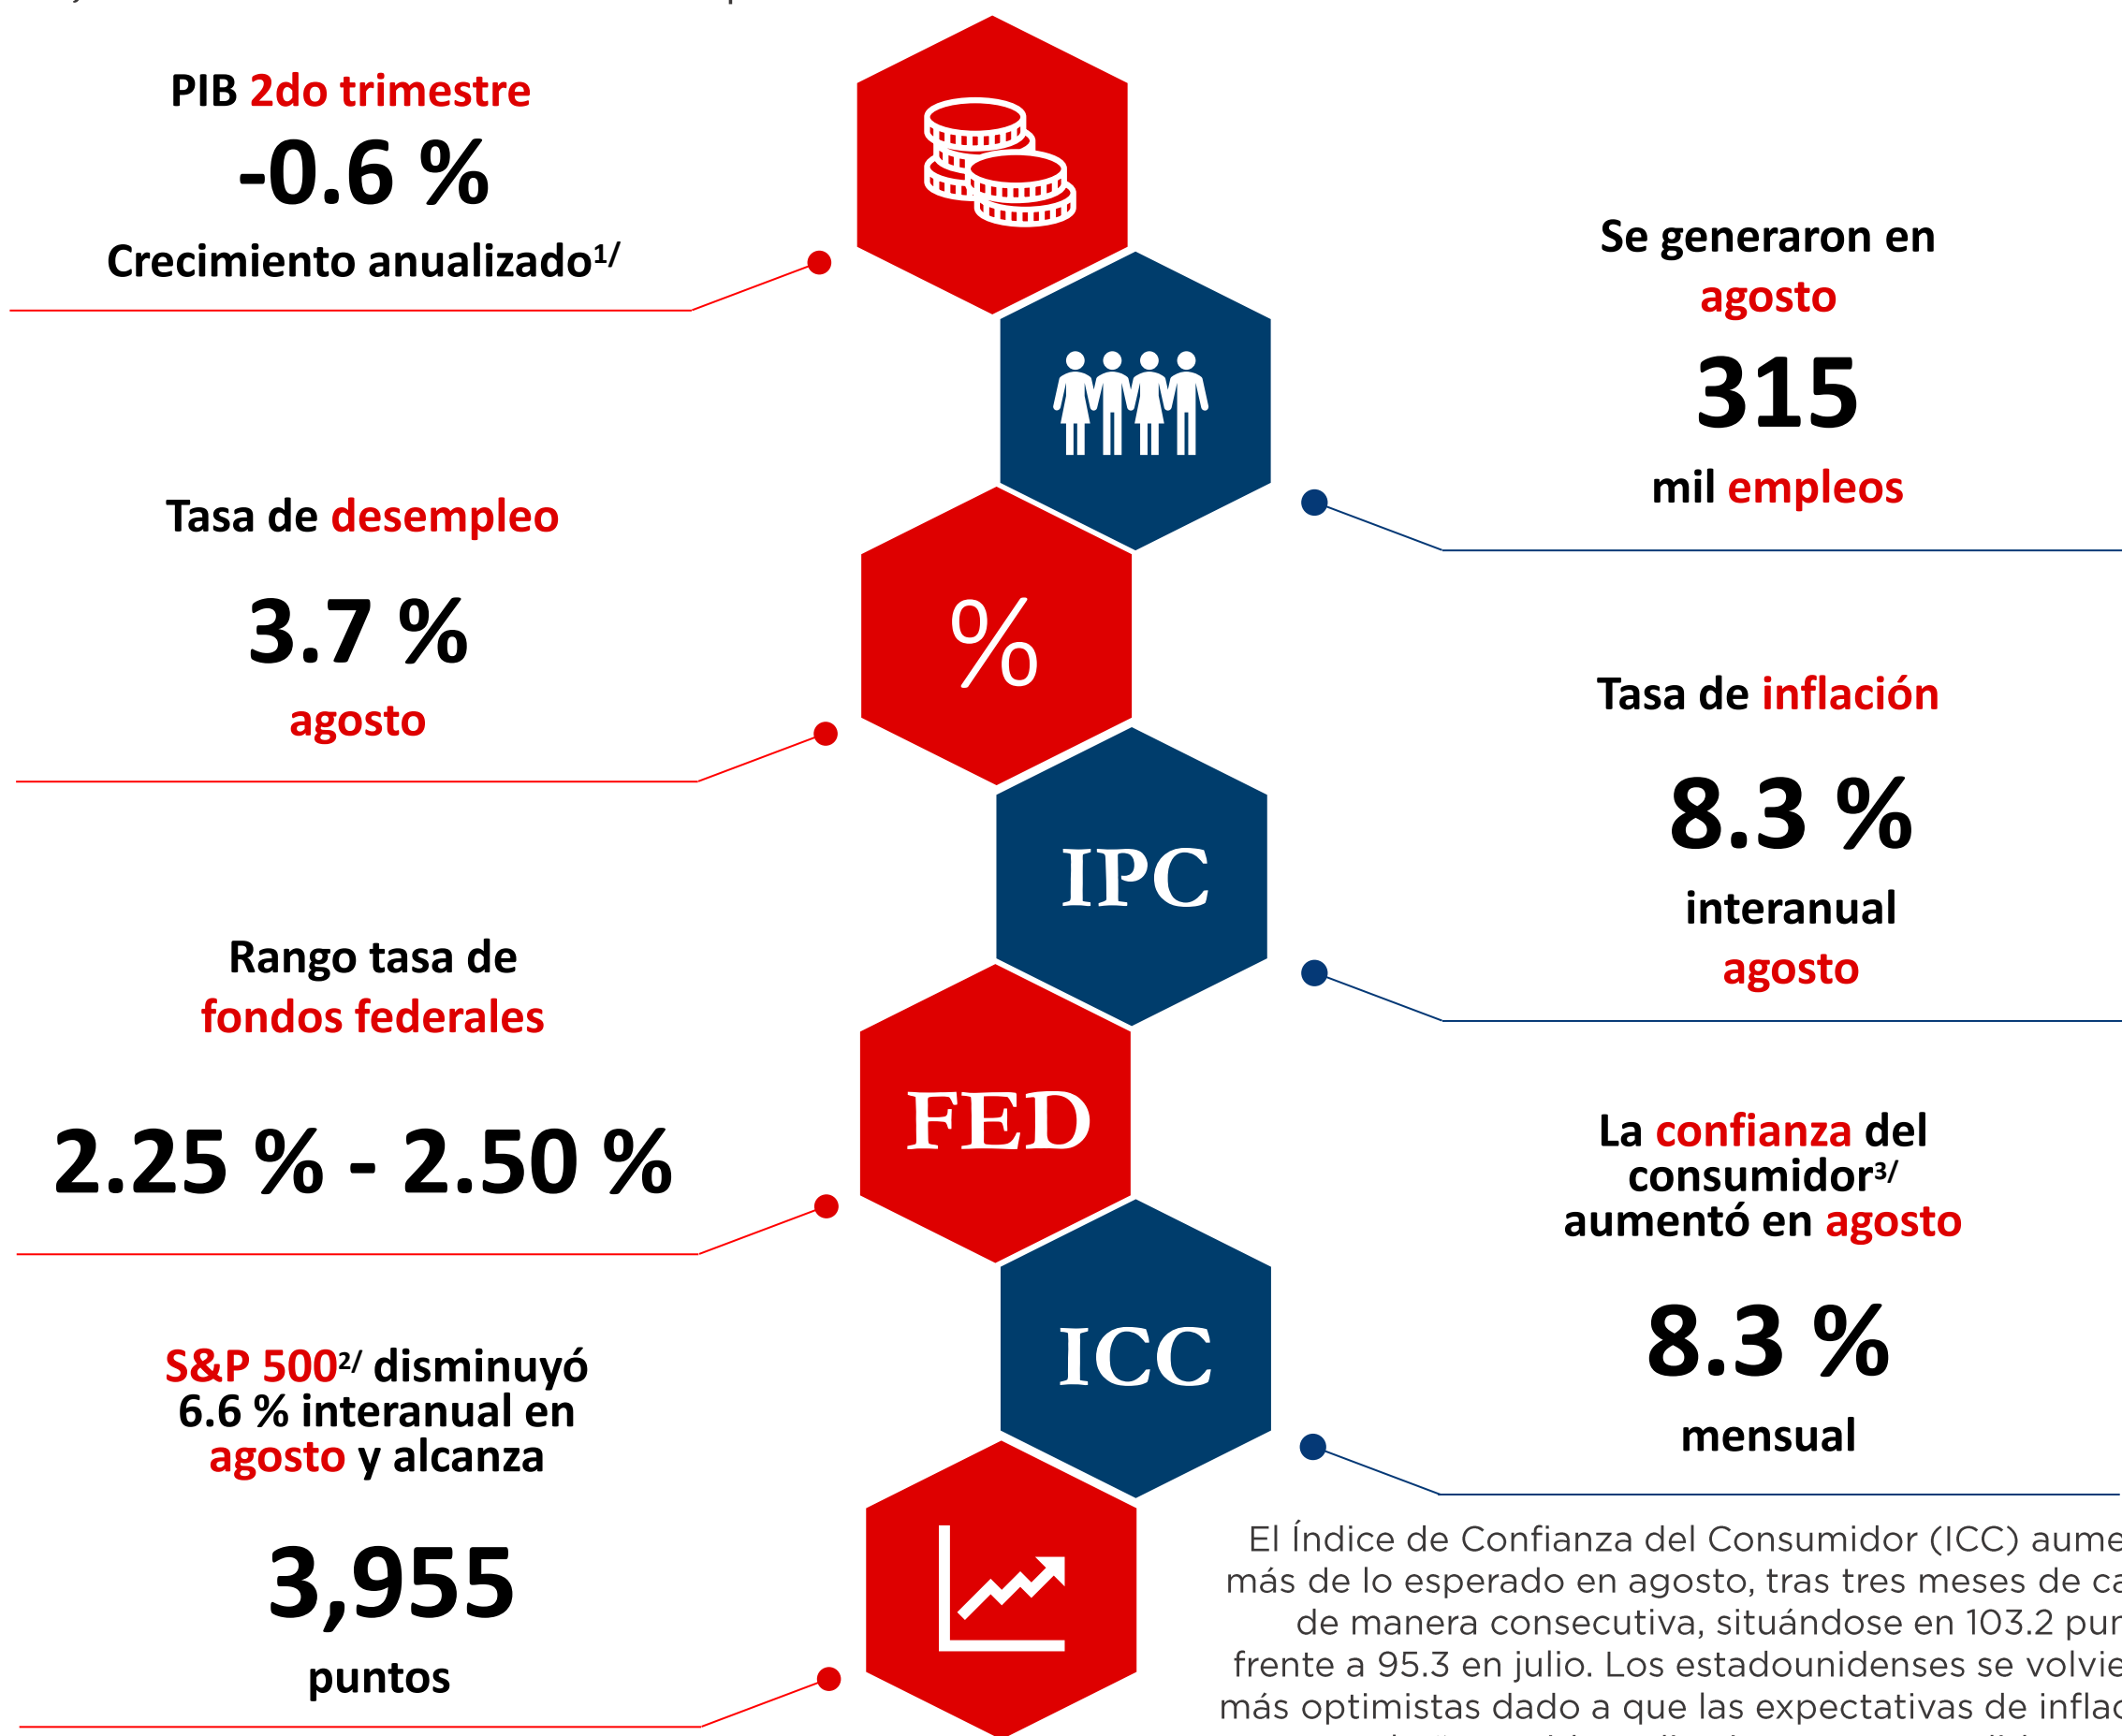 PIB 2do trimestre
-0.6 %
Crecimiento anualizado1/
Se generaron en
agosto
315
mil empleos
Tasa de desempleo
3.7 %
agosto
%
Tasa de inflación
8.3 %
interanual
agosto
IPC
Rango tasa de
fondos federales
2.25 % - 2.50 %
FED
La confianza del
consumidor3/
aumentó en agosto
8.3 %
mensual
ICC
S&P 5002/ disminuyó
6.6 % interanual en
agosto y alcanza
3,955
puntos
El Índice de Confianza del Consumidor (ICC)
más de lo esperado en agosto, tras tres meses de
de manera consecutiva, situándose en 103.2
frente a 95.3 en julio. Los estadounidenses se
más optimistas dado a que las expectativas de